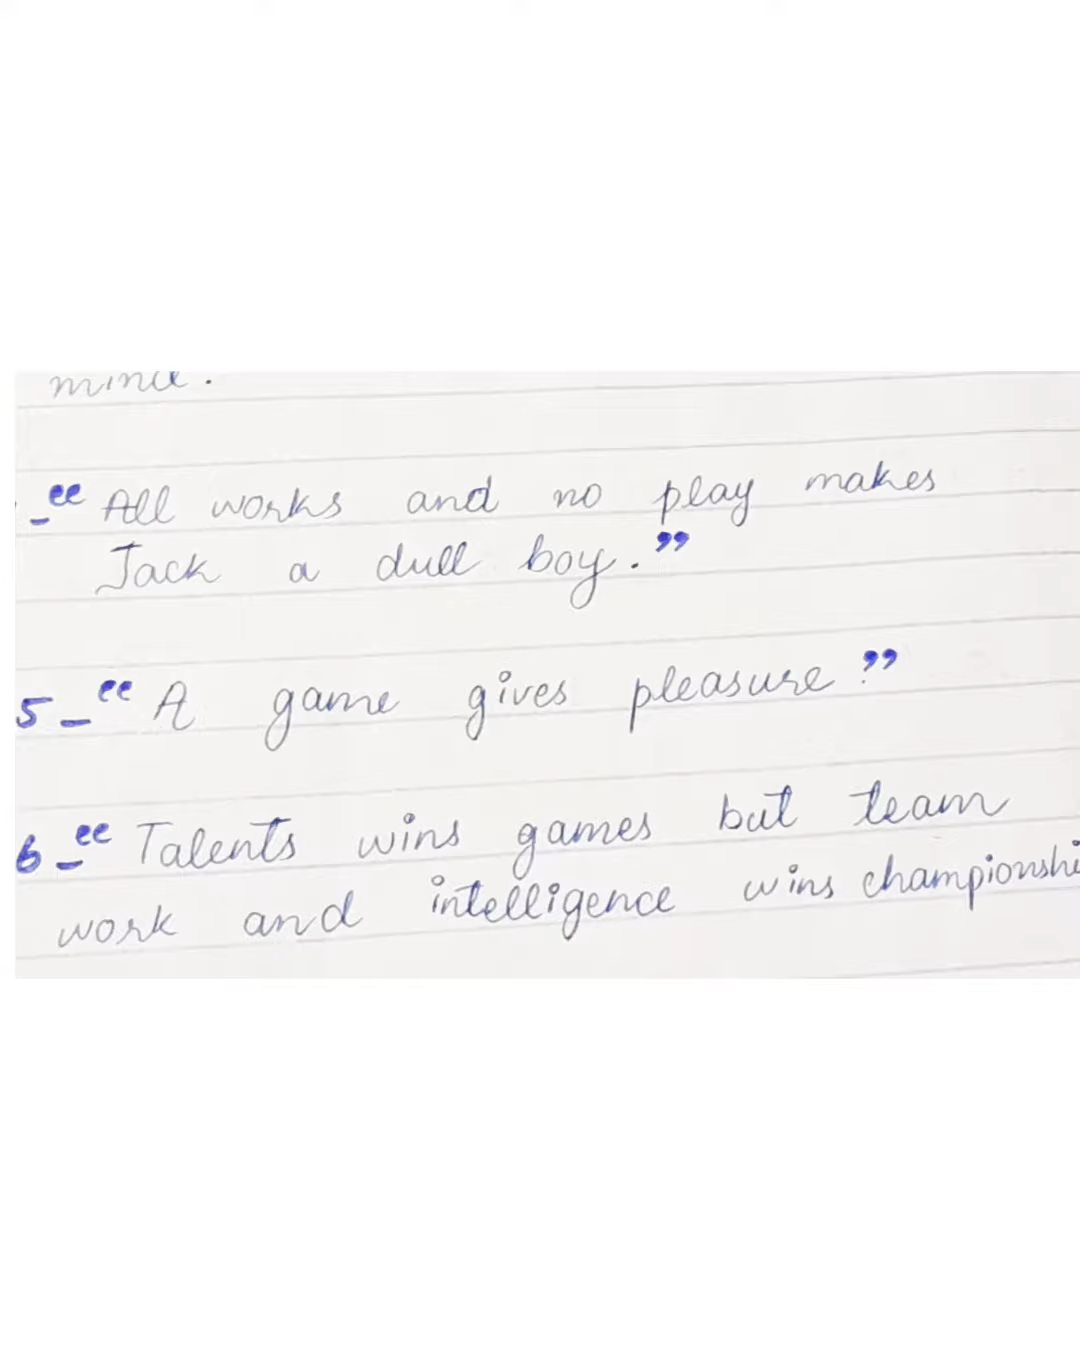 _“All works and no play makes
Jack a dull boy.”
5_“A game gives pleasure.”
6_“Talents wins games but team
work and intelligence wins championshi